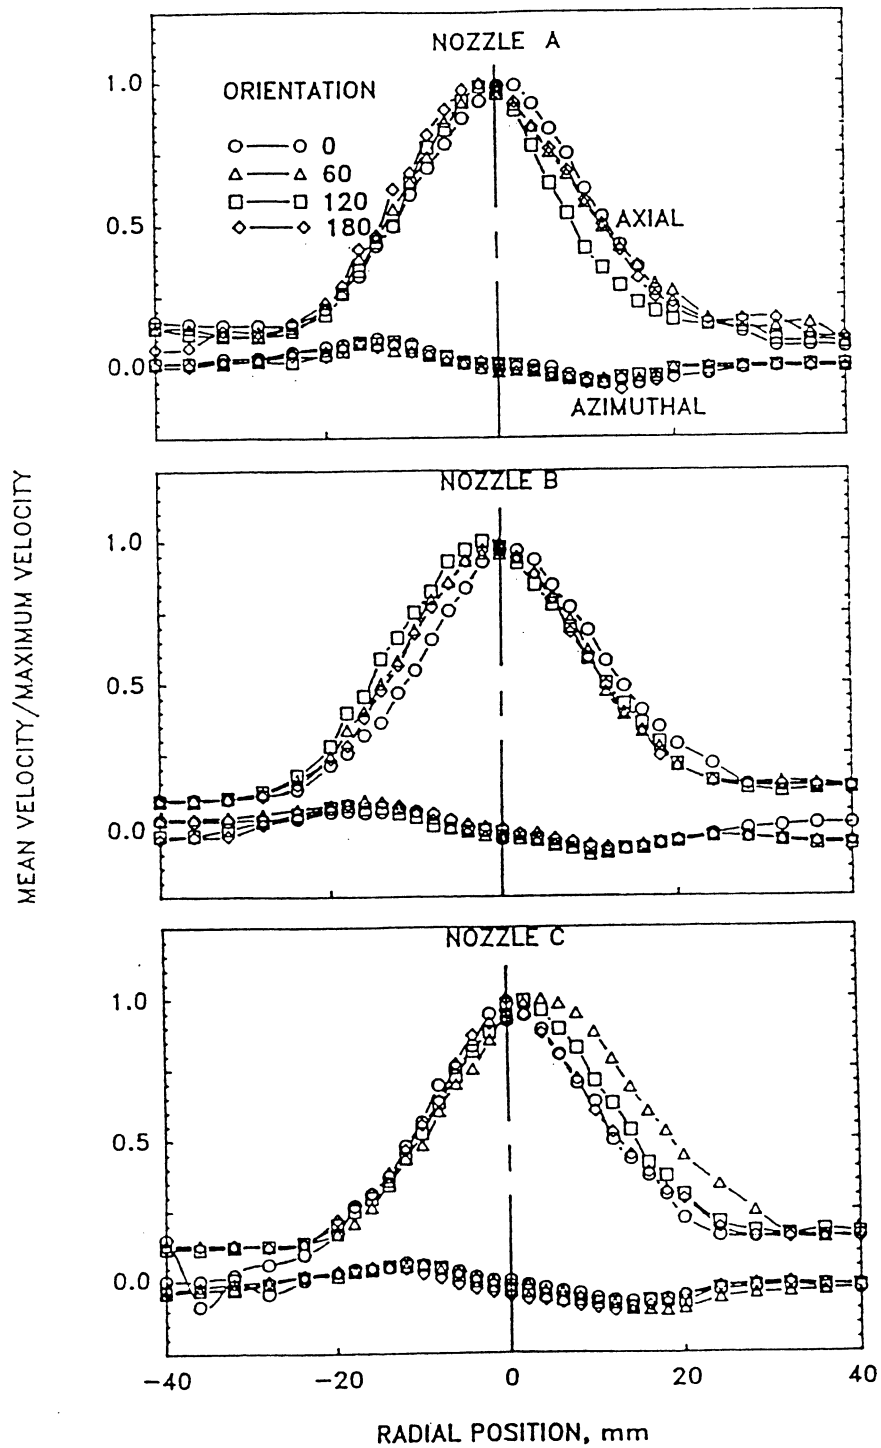 NOZZLE A
ORIENTATION
0
60
120
180
AXIAL
AZIMUTHAL
1.0
0.5
0.0
NOZZLE B
1.0
0.5
0.0
NOZZLE C
1.0
0.5
0.0
-40 -20 0 20 40
RADIAL POSITION, mm
MEAN VELOCITY/MAXIMUM VELOCITY